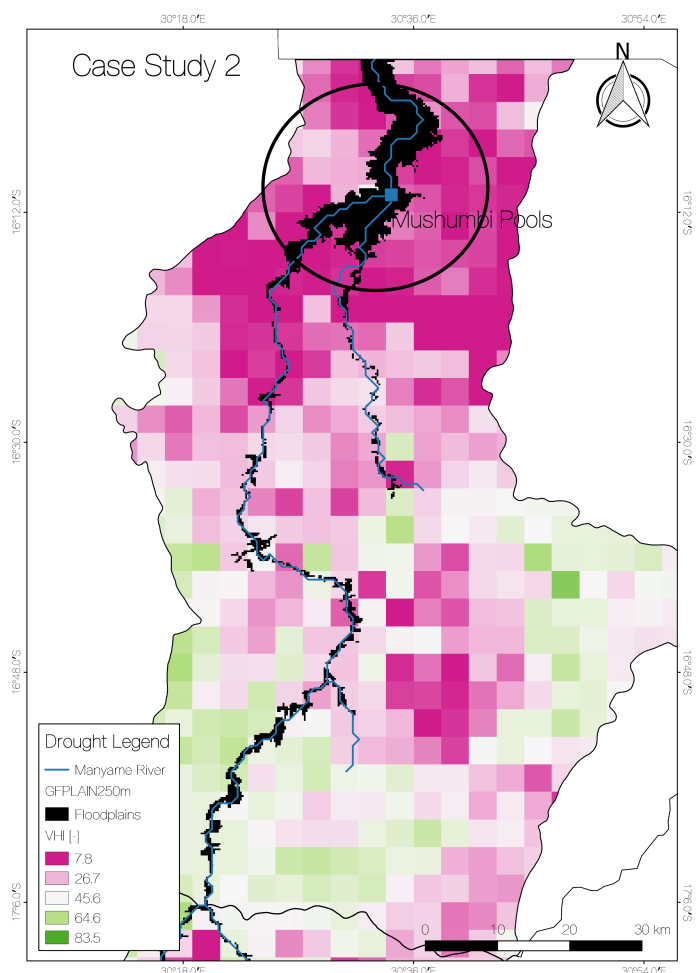 30°18.0'E 30°36.0'E 30°54.0'E
Case Study 2
N
16°12.0'S 16°12.0'S
Mushumbi Pools
16°30.0'S 16°30.0'S
16°48.0'S 16°48.0'S
Drought Legend
Manyame River
GFPLAIN250m
Floodplains
VHI [-]
7.8
26.7
45.6
64.6
83.5
17°6.0'S 17°6.0'S
0 10 20 30 km
30°18.0'E 30°36.0'E 30°54.0'E